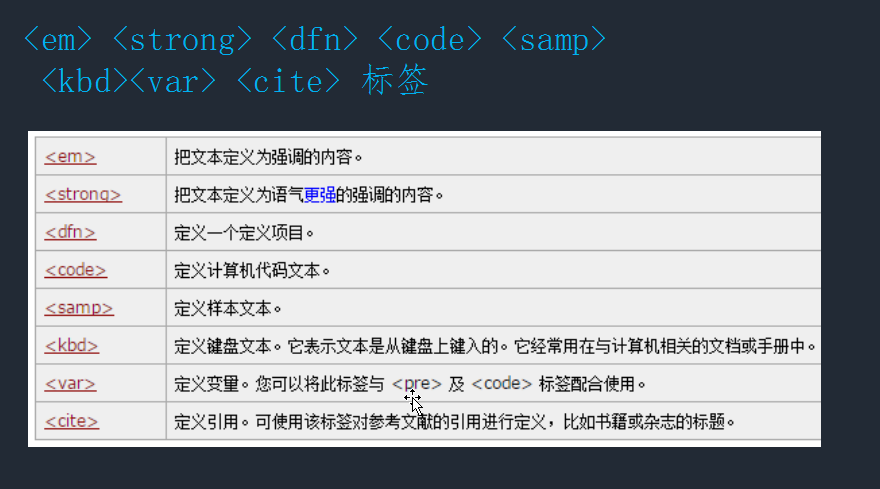 <em> <strong> <dfn> <code> <samp>
<kbd><var> <cite> 标签
<em> 把文本定义为强调的内容。
<strong> 把文本定义为语气更强的强调的内容。
<dfn> 定义一个定义项目。
<code> 定义计算机代码文本。
<samp> 定义样本文本。
<kbd> 定义键盘文本。它表示文本是从键盘上键入的。它经常用在与计算机相关的文档或手册中。
<var> 定义变量。您可以将此标签与 <pre> 及 <code> 标签配合使用。
<cite> 定义引用。可使用该标签对参考文献的引用进行定义，比如书籍或杂志的标题。